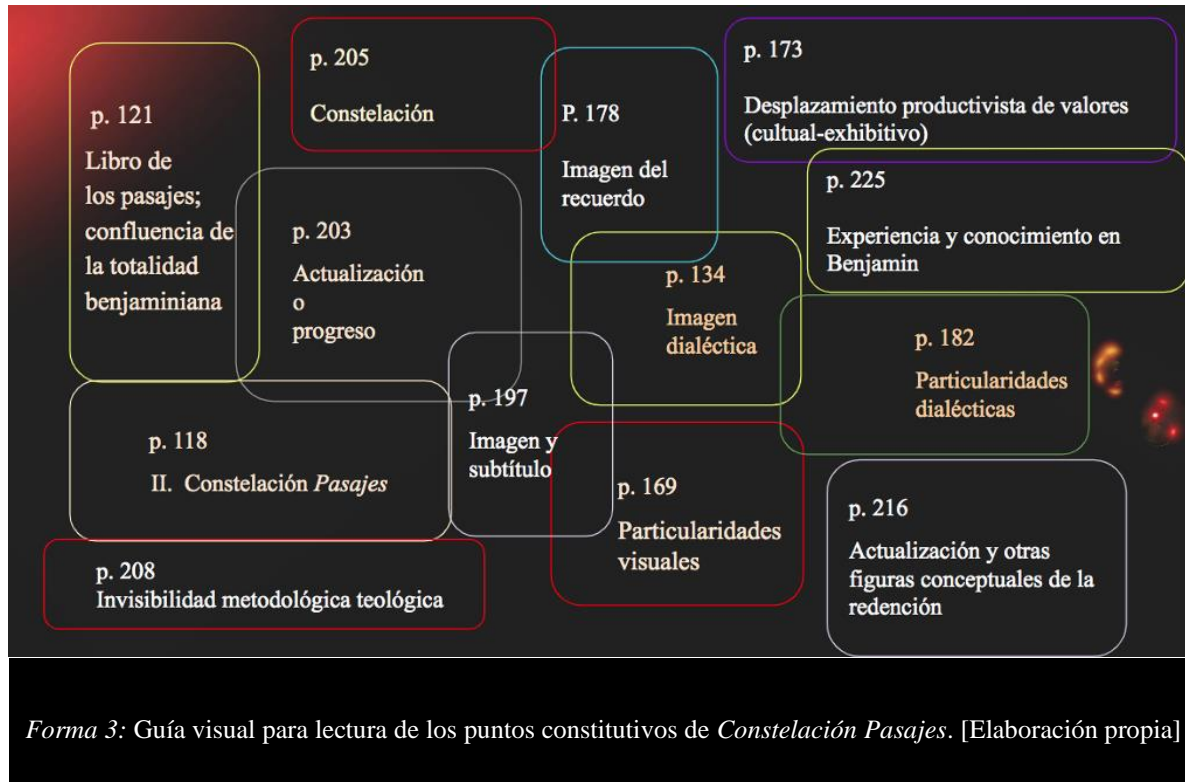 p. 121
Libro de
los pasajes;
confluencia de
la totalidad
benjaminiana
p. 205
Constelación
P. 178
Imagen del
recuerdo
p. 173
Desplazamiento productivista de valores
(cultual-exhibitivo)
p. 225
Experiencia y conocimiento en
Benjamin
p. 203
Actualización
o
progreso
p. 134
Imagen
dialéctica
p. 182
Particularidades
dialécticas
p. 118
II. Constelación Pasajes
p. 197
Imagen y
subtítulo
p. 169
Particularidades
visuales
p. 216
Actualización y otras
figuras conceptuales de la
redención
p. 208
Invisibilidad metodológica teológica
Forma 3: Guía visual para lectura de los puntos constitutivos de Constelación Pasajes. [Elaboración propia]